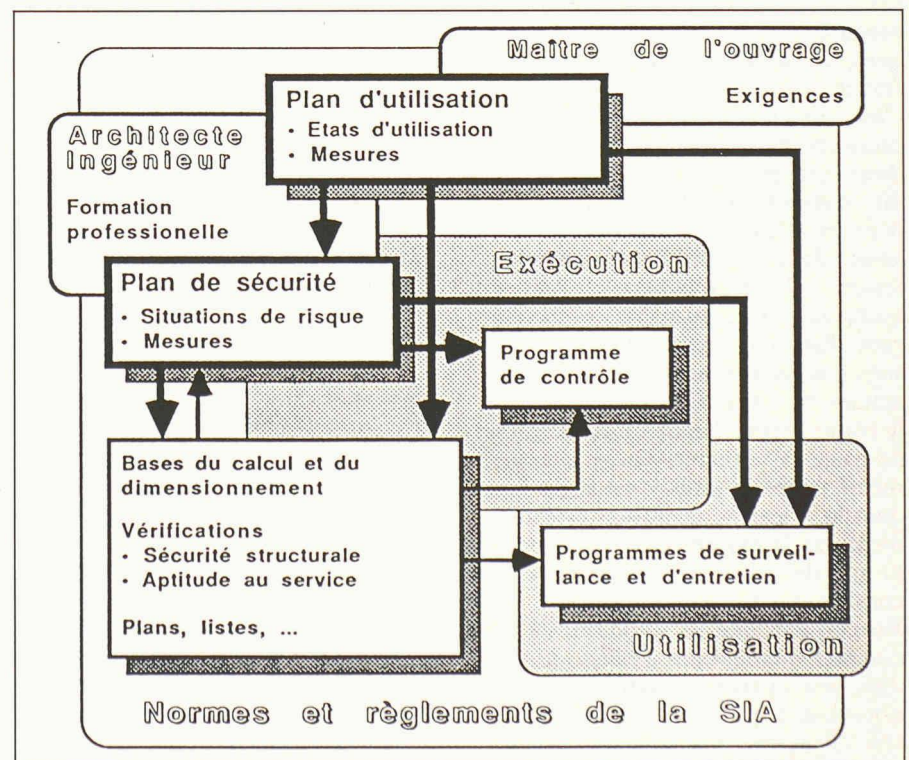 Maître de l'ouvrage
Exigences
Plan d'utilisation
• Etats d'utilisation
• Mesures
Architecte
Ingénieur
Formation
professionelle
Exécution
Plan de sécurité
• Situations de risque
• Mesures
Programme
de contrôle
Bases du calcul et du
dimensionnement
Vérifications
• Sécurité structurale
• Aptitude au service
Plans, listes, ...
Programmes de surveil-
lance et d'entretien
Utilisation
Normes et règlements de la SIA